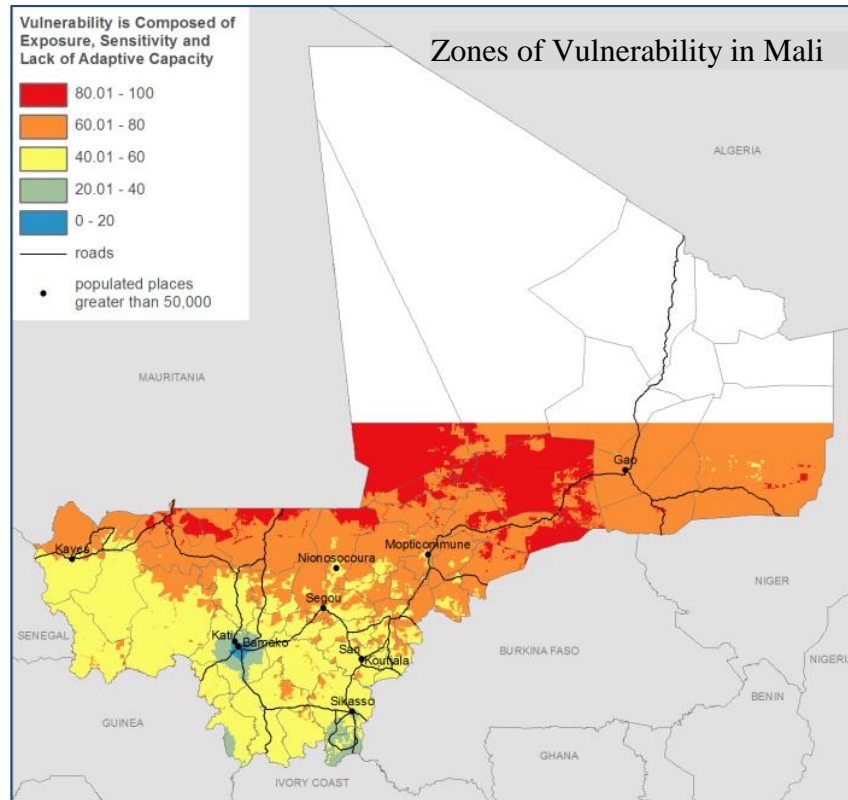 Vulnerability is Composed of
Exposure, Sensitivity and
Lack of Adaptive Capacity
80.01 - 100
60.01 - 80
40.01 - 60
20.01 - 40
0 - 20
roads
populated places
greater than 50,000
Zones of Vulnerability in Mali
ALGERIA
MAURITANIA
Gao
Kayes
Mopticommune
Nionosocoura
Segou
NIGER
SENEGAL
Kati
Bamako
San
Koutiala
BURKINA FASO
NIGERIA
Sikasso
BENIN
GUINEA
GHANA
IVORY COAST